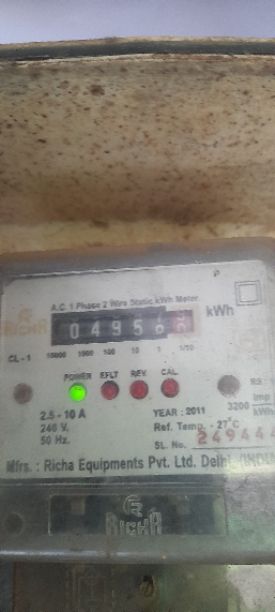 A.C. 1 Phase 2 Wire Static kWh Meter
kWh
0495
CL-1 10000 1000 100 10 1 1/10
POWER EFLT REV. CAL
2.5 - 10 A YEAR : 2011 3200 Imp
kWh
240 V. Ref. Temp. - 27°C
50 Hz. SL. No. 24944
Mfrs. : Richa Equipments Pvt. Ltd. Delhi.
RICHA